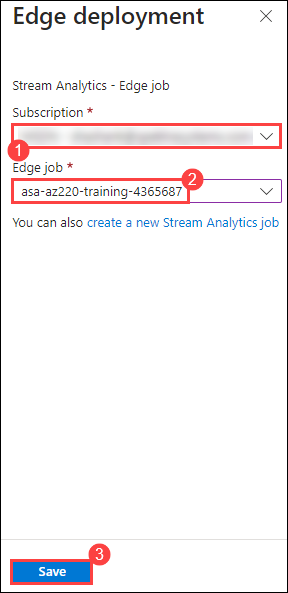 Edge deployment
Stream Analytics - Edge job
Subscription *
1
Edge job *
2
asa-az220-training-4365687
You can also create a new Stream Analytics job
3
Save